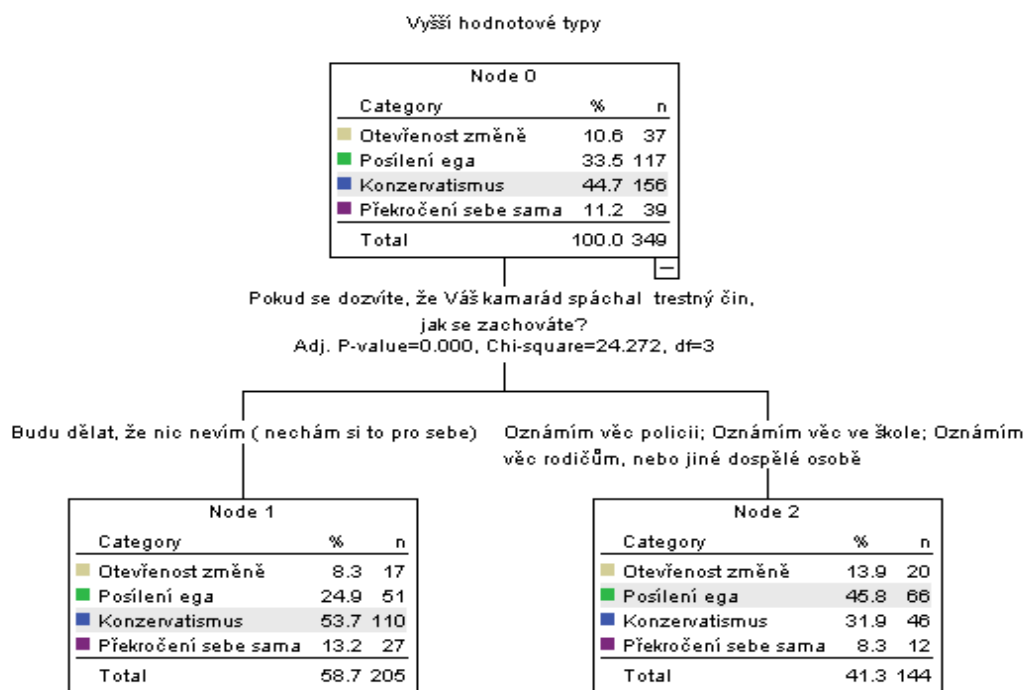 Vyšší hodnotové typy
Node 0
Category % n
Otevřenost změně 10.6 37
Posílení ega 33.5 117
Konzervatismus 44.7 156
Překročení sebe sama 11.2 39
Total 100.0 349
Pokud se dozvíte, že Váš kamarád spáchal trestný čin,
jak se zachováte?
Adj. P-value=0.000, Chi-square=24.272, df=3
Budu dělat, že nic nevím ( nechám si to pro sebe)
Node 1
Category % n
Otevřenost změně 8.3 17
Posílení ega 24.9 51
Konzervatismus 53.7 110
Překročení sebe sama 13.2 27
Total 58.7 205
Oznámím věc policii; Oznámím věc ve škole; Oznámím
věc rodičům, nebo jiné dospělé osobě
Node 2
Category % n
Otevřenost změně 13.9 20
Posílení ega 45.8 66
Konzervatismus 31.9 46
Překročení sebe sama 8.3 12
Total 41.3 144